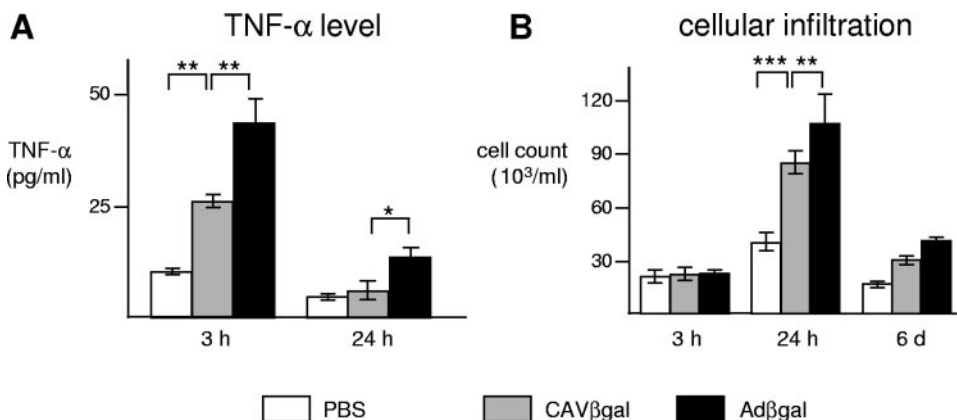 A
TNF-α level
** **
50
TNF-α
(pg/ml)
25
*
3 h
24 h
B
cellular infiltration
*** **
120
cell count
(10³/ml)
90
60
30
3 h
24 h
6 d
PBS
CAVβgal
Adβgal